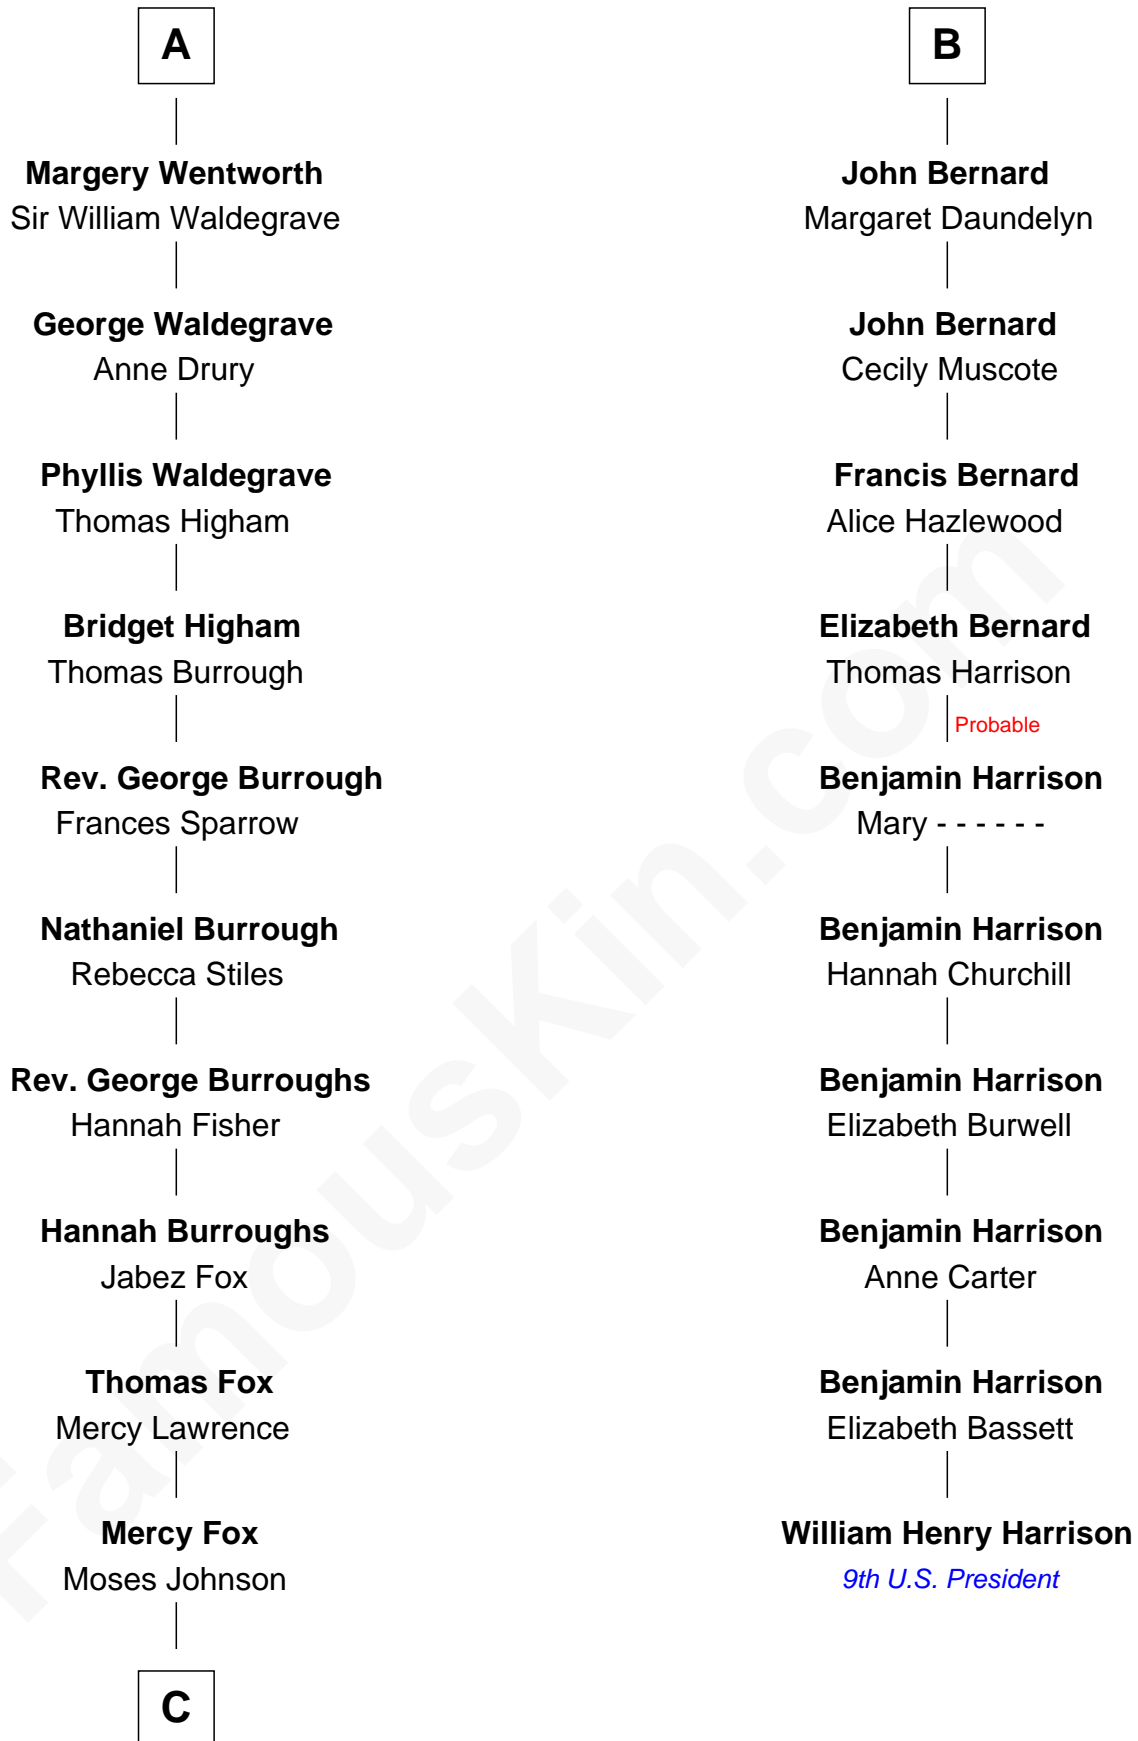 A
Margery Wentworth
Sir William Waldegrave
George Waldegrave
Anne Drury
Phyllis Waldegrave
Thomas Higham
Bridget Higham
Thomas Burrough
Rev. George Burrough
Frances Sparrow
Nathaniel Burrough
Rebecca Stiles
Rev. George Burroughs
Hannah Fisher
Hannah Burroughs
Jabez Fox
Thomas Fox
Mercy Lawrence
Mercy Fox
Moses Johnson
C
B
John Bernard
Margaret Daundelyn
John Bernard
Cecily Muscote
Francis Bernard
Alice Hazlewood
Elizabeth Bernard
Thomas Harrison
Probable
Benjamin Harrison
Mary - - - - - -
Benjamin Harrison
Hannah Churchill
Benjamin Harrison
Elizabeth Burwell
Benjamin Harrison
Anne Carter
Benjamin Harrison
Elizabeth Bassett
William Henry Harrison
9th U.S. President
FamousKin.com